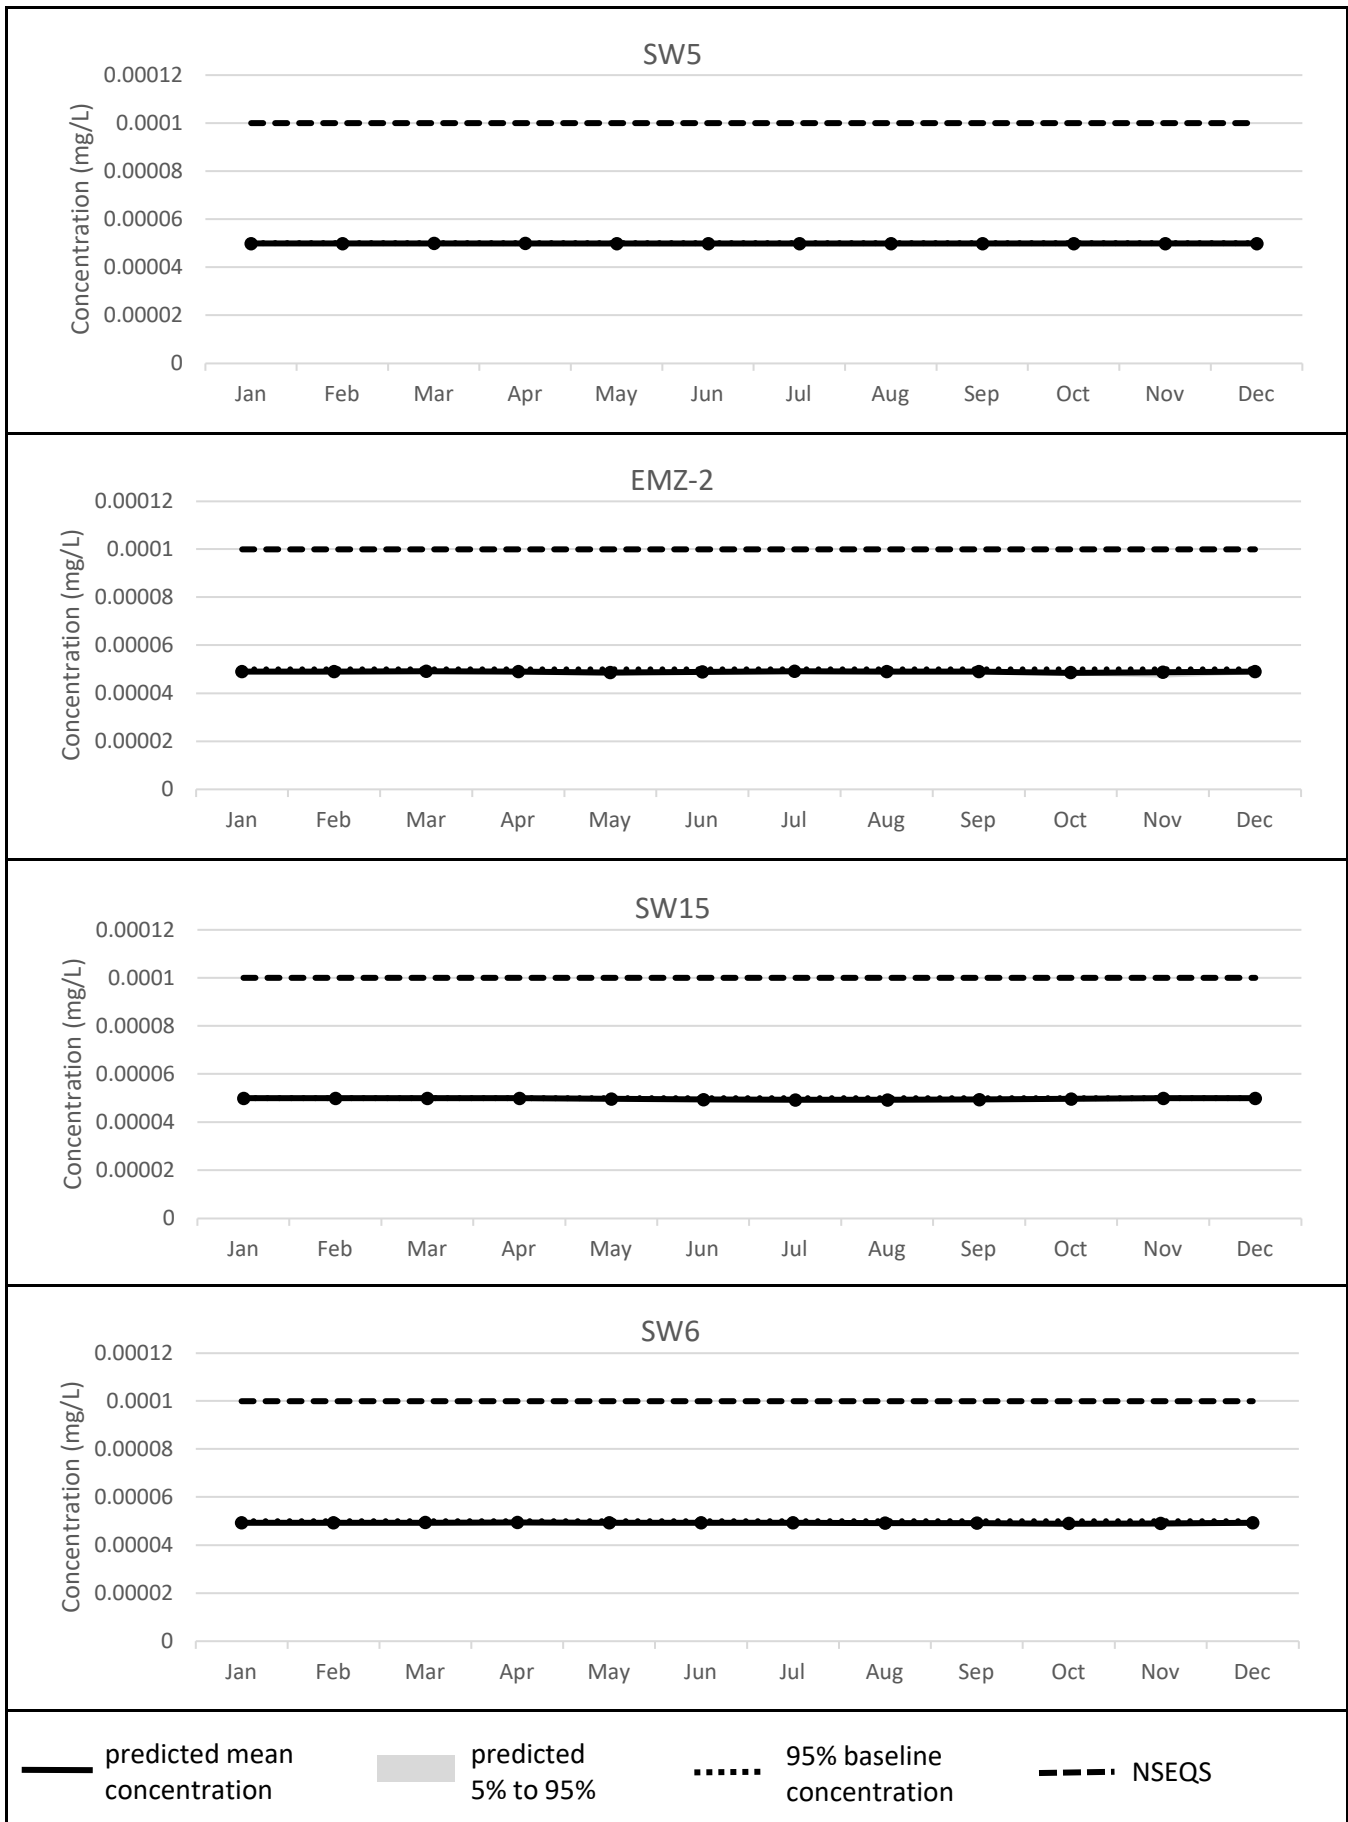 SW5
Concentration (mg/L)
0.00012
0.0001
0.00008
0.00006
0.00004
0.00002
0
Jan Feb Mar Apr May Jun Jul Aug Sep Oct Nov Dec
EMZ-2
Concentration (mg/L)
0.00012
0.0001
0.00008
0.00006
0.00004
0.00002
0
Jan Feb Mar Apr May Jun Jul Aug Sep Oct Nov Dec
SW15
Concentration (mg/L)
0.00012
0.0001
0.00008
0.00006
0.00004
0.00002
0
Jan Feb Mar Apr May Jun Jul Aug Sep Oct Nov Dec
SW6
Concentration (mg/L)
0.00012
0.0001
0.00008
0.00006
0.00004
0.00002
0
Jan Feb Mar Apr May Jun Jul Aug Sep Oct Nov Dec
predicted mean
concentration
predicted
5% to 95%
95% baseline
concentration
NSEQS